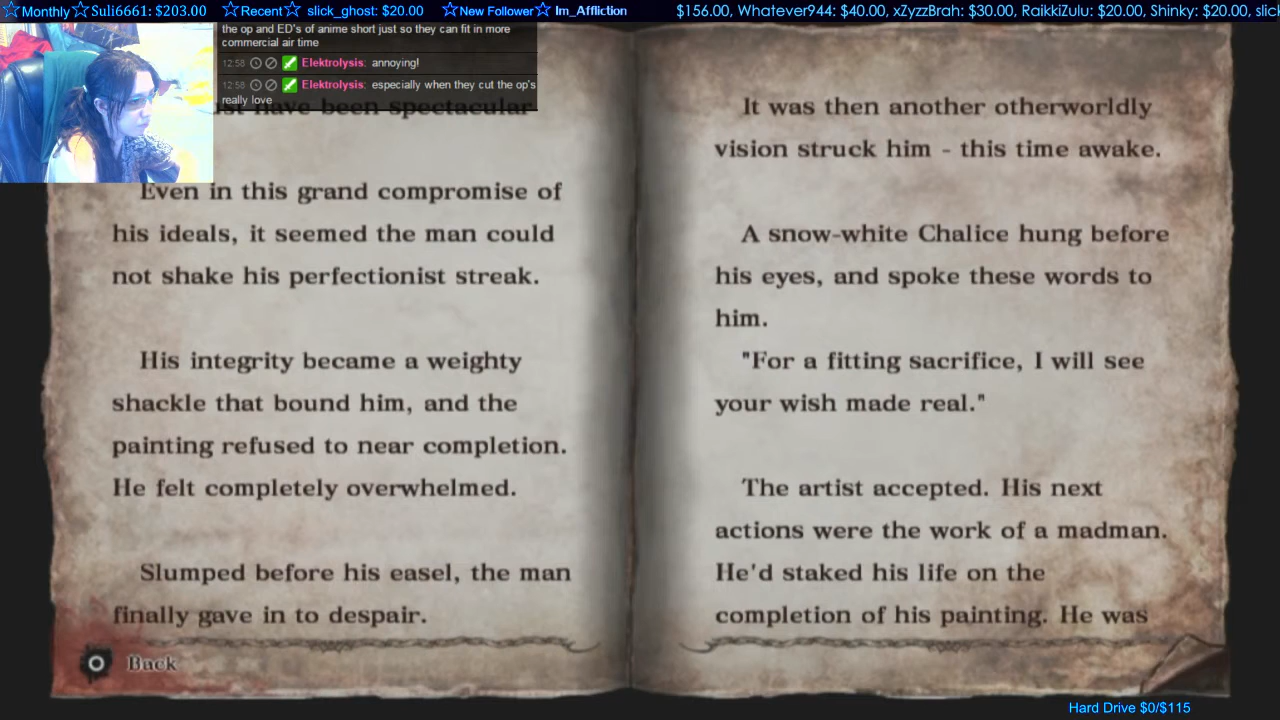 ☆Monthly☆Suli6661: $203.00 ☆Recent☆ slick_ghost: $20.00 ☆New Follower☆ Im_Affliction $156.00, Whatever944: $40.00, xZyzzBrah: $30.00, RaikkiZulu: $20.00, Shinky: $20.00, slick
the op and ED's of anime short just so they can fit in more
commercial air time
12:58 Elektrolysis: annoying!
12:58 Elektrolysis: especially when they cut the op's
really love
have been spectacular
Even in this grand compromise of
his ideals, it seemed the man could
not shake his perfectionist streak.
His integrity became a weighty
shackle that bound him, and the
painting refused to near completion.
He felt completely overwhelmed.
Slumped before his easel, the man
finally gave in to despair.
Back
It was then another otherworldly
vision struck him - this time awake.
A snow-white Chalice hung before
his eyes, and spoke these words to
him.
"For a fitting sacrifice, I will see
your wish made real."
The artist accepted. His next
actions were the work of a madman.
He'd staked his life on the
completion of his painting. He was
Hard Drive $0/$115